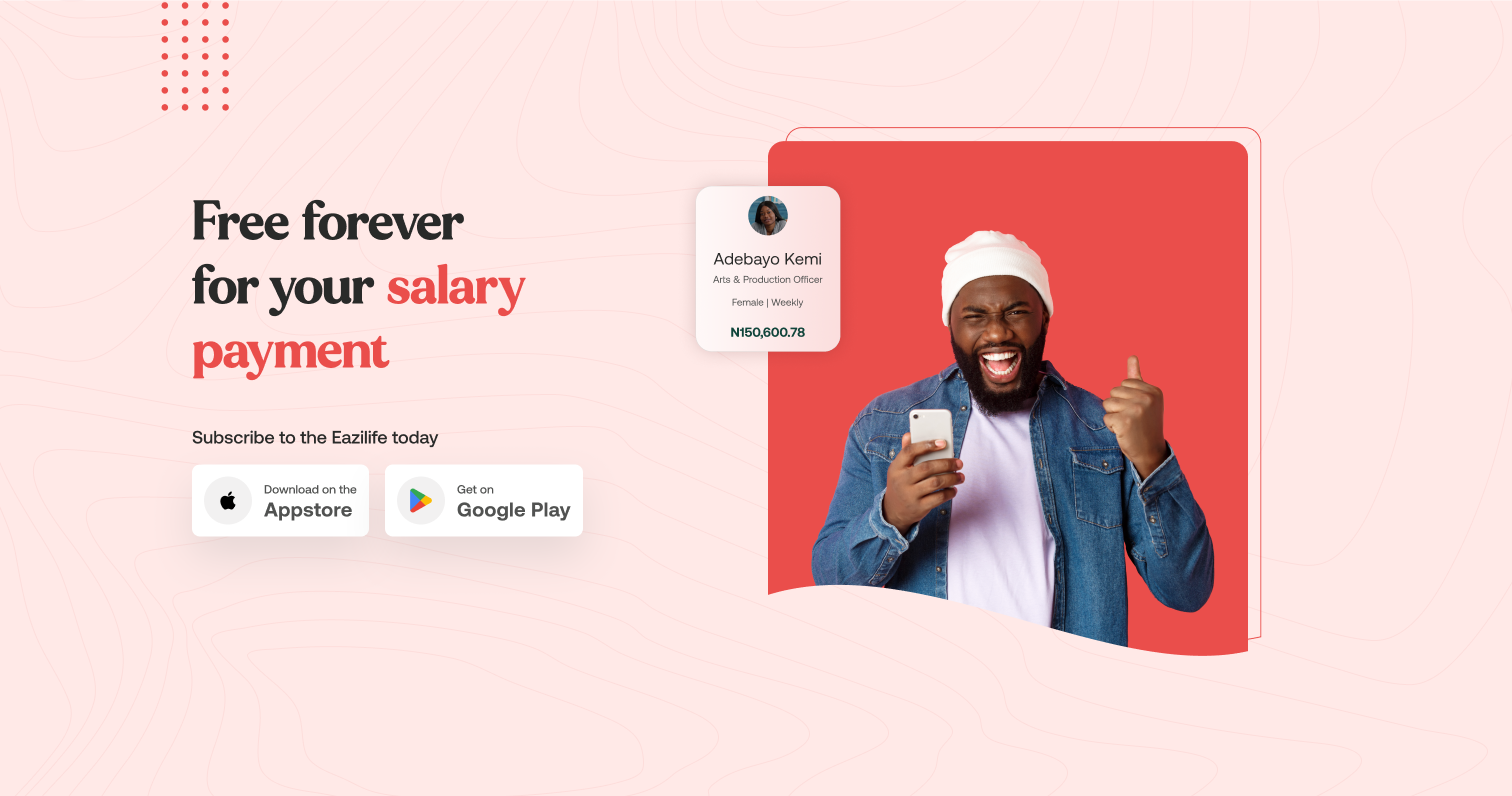 Free forever
for your salary
payment
Subscribe to the Eazilife today
Download on the
Appstore
Get on
Google Play
Adebayo Kemi
Arts & Production Officer
Female | Weekly
N150,600.78